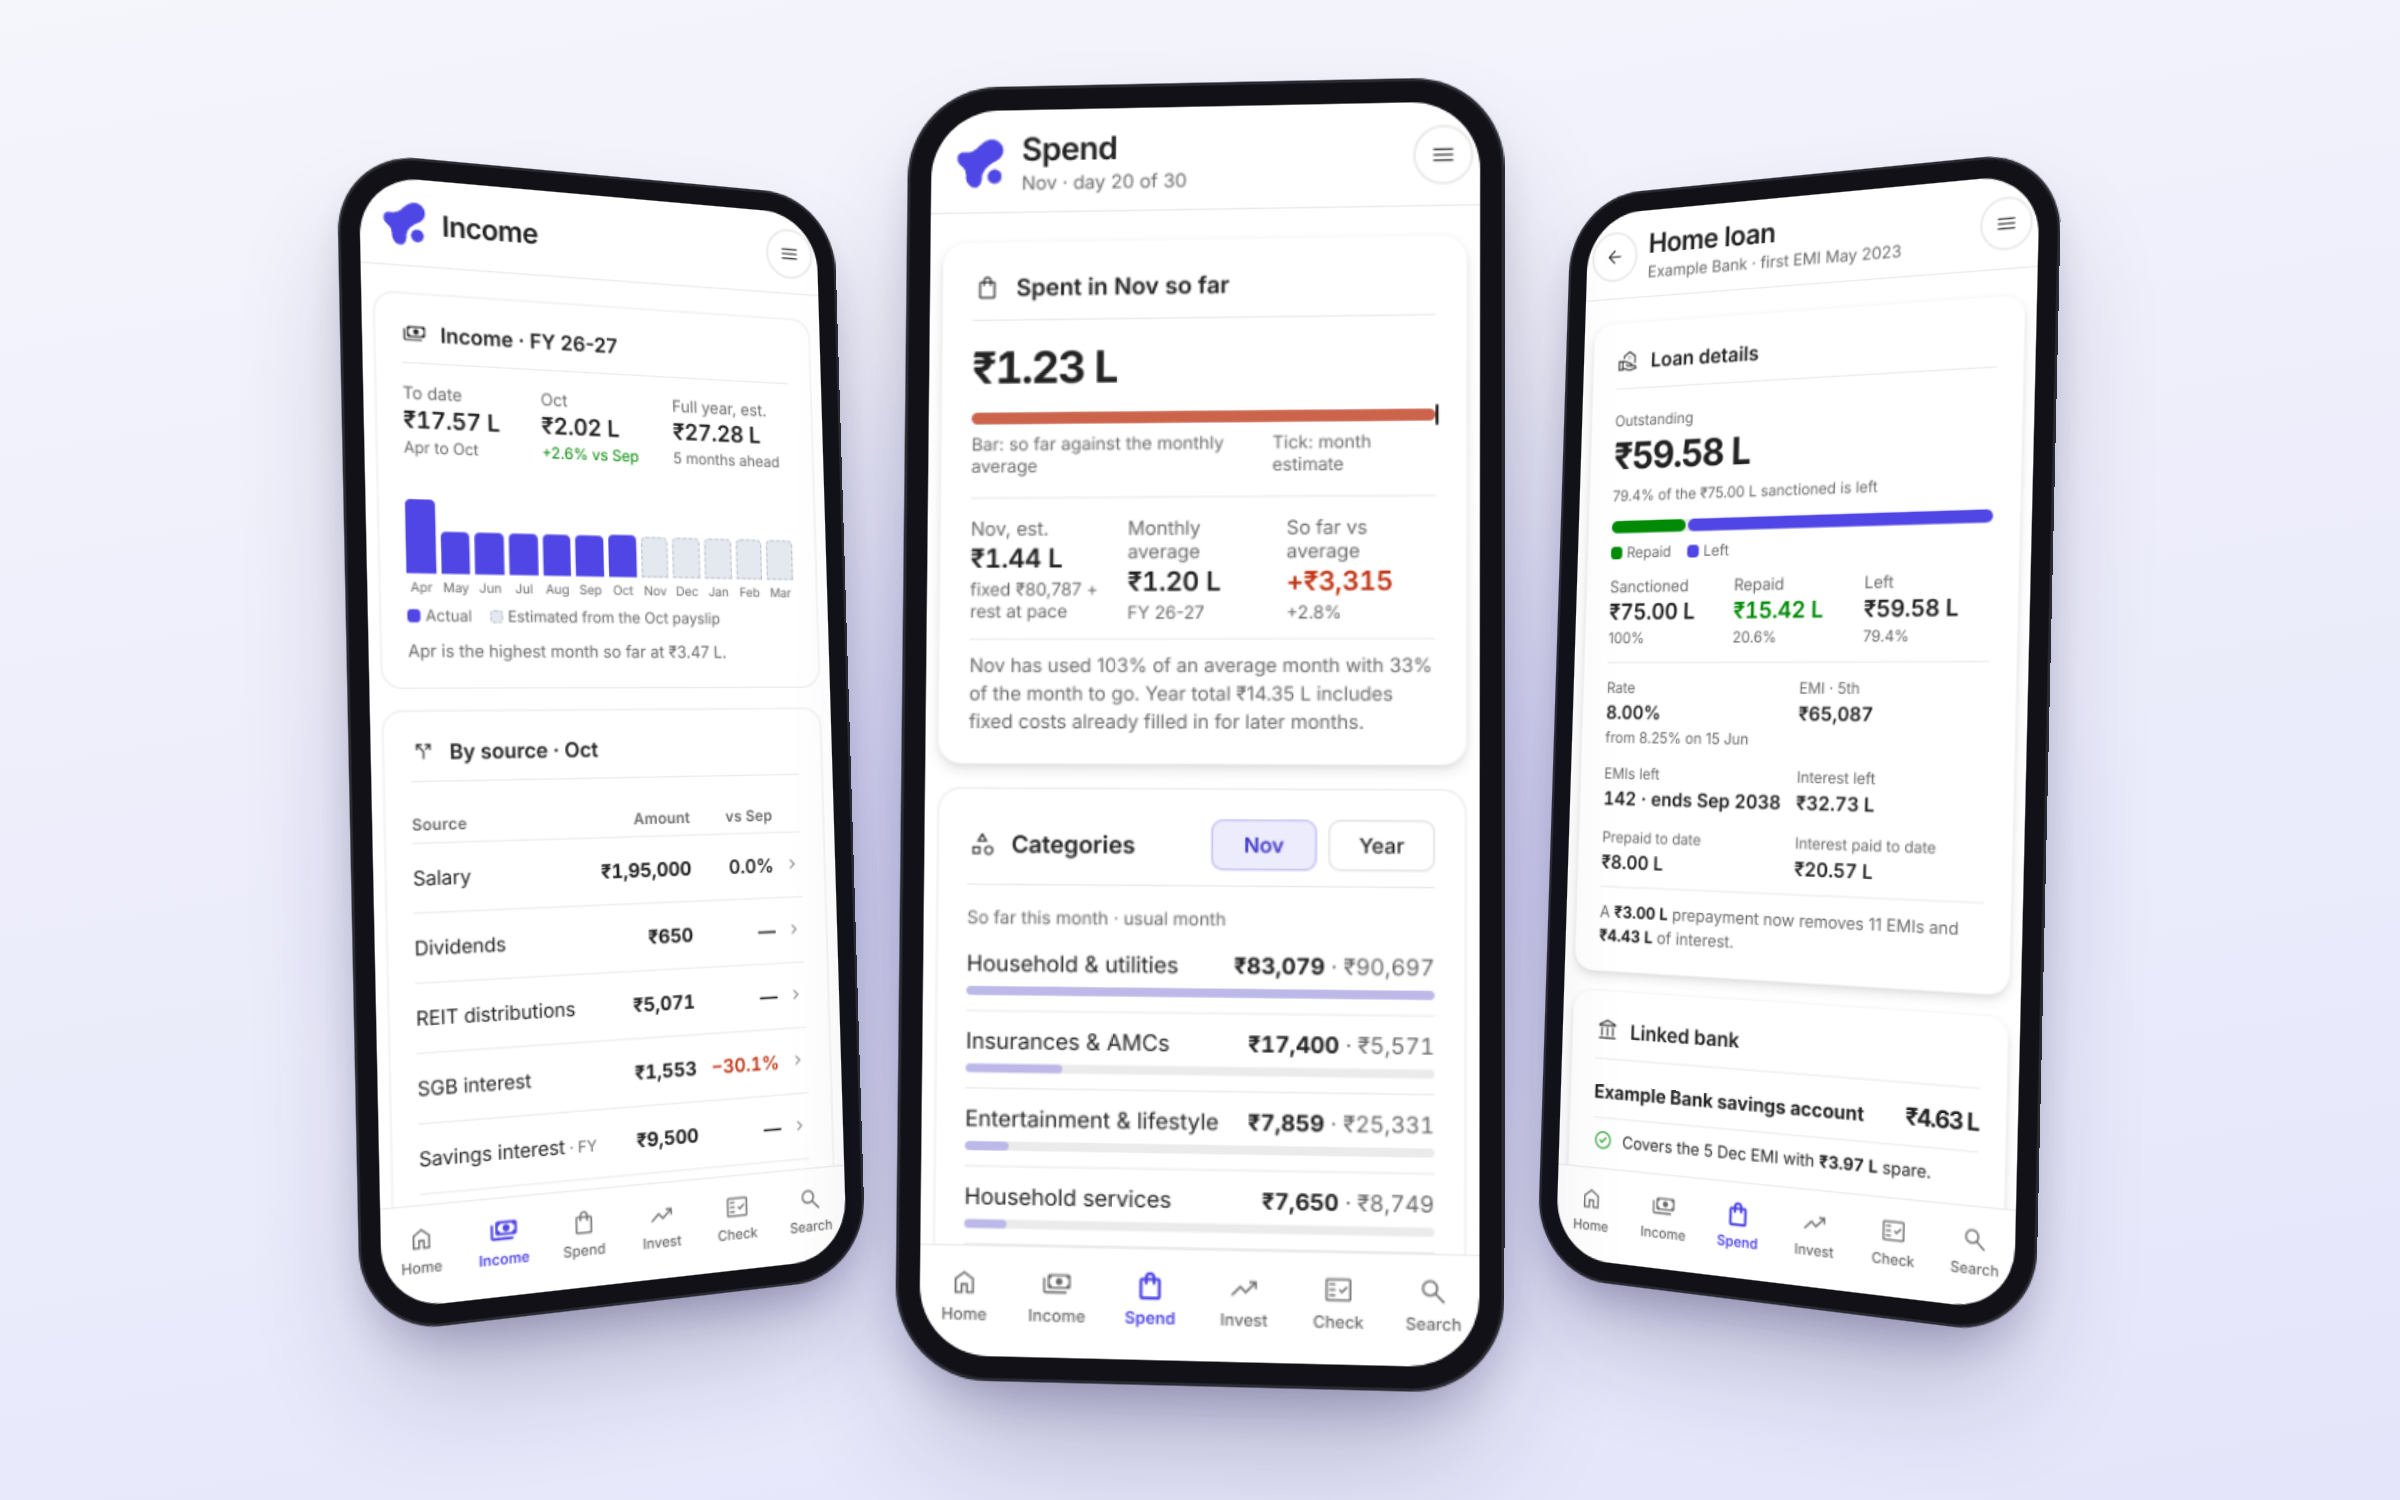 Income
Income · FY 26-27
To date
₹17.57 L
Apr to Oct
Oct
₹2.02 L
+2.6% vs Sep
Full year, est.
₹27.28 L
5 months ahead
Apr May Jun Jul Aug Sep Oct Nov Dec Jan Feb Mar
Actual Estimated from the Oct payslip
Apr is the highest month so far at ₹3.47 L.
By source · Oct
Source Amount vs Sep
Salary ₹1,95,000 0.0%
Dividends ₹650 —
REIT distributions ₹5,071 —
SGB interest ₹1,553 −30.1%
Savings interest · FY ₹9,500 —
Home Income Spend Invest Check Search
Spend
Nov · day 20 of 30
Spent in Nov so far
₹1.23 L
Bar: so far against the monthly
average
Tick: month
estimate
Nov, est.
₹1.44 L
fixed ₹80,787 +
rest at pace
Monthly
average
₹1.20 L
FY 26-27
So far vs
average
+₹3,315
+2.8%
Nov has used 103% of an average month with 33%
of the month to go. Year total ₹14.35 L includes
fixed costs already filled in for later months.
Categories Nov Year
So far this month · usual month
Household & utilities ₹83,079 · ₹90,697
Insurances & AMCs ₹17,400 · ₹5,571
Entertainment & lifestyle ₹7,859 · ₹25,331
Household services ₹7,650 · ₹8,749
Home Income Spend Invest Check Search
Home loan
Example Bank · first EMI May 2023
Loan details
Outstanding
₹59.58 L
79.4% of the ₹75.00 L sanctioned is left
Repaid Left
Sanctioned
₹75.00 L
100%
Repaid
₹15.42 L
20.6%
Left
₹59.58 L
79.4%
Rate
8.00%
from 8.25% on 15 Jun
EMI · 5th
₹65,087
EMIs left
142 · ends Sep 2038
Interest left
₹32.73 L
Prepaid to date
₹8.00 L
Interest paid to date
₹20.57 L
A ₹3.00 L prepayment now removes 11 EMIs and
₹4.43 L of interest.
Linked bank
Example Bank savings account ₹4.63 L
Covers the 5 Dec EMI with ₹3.97 L spare.
Home Income Spend Invest Check Search